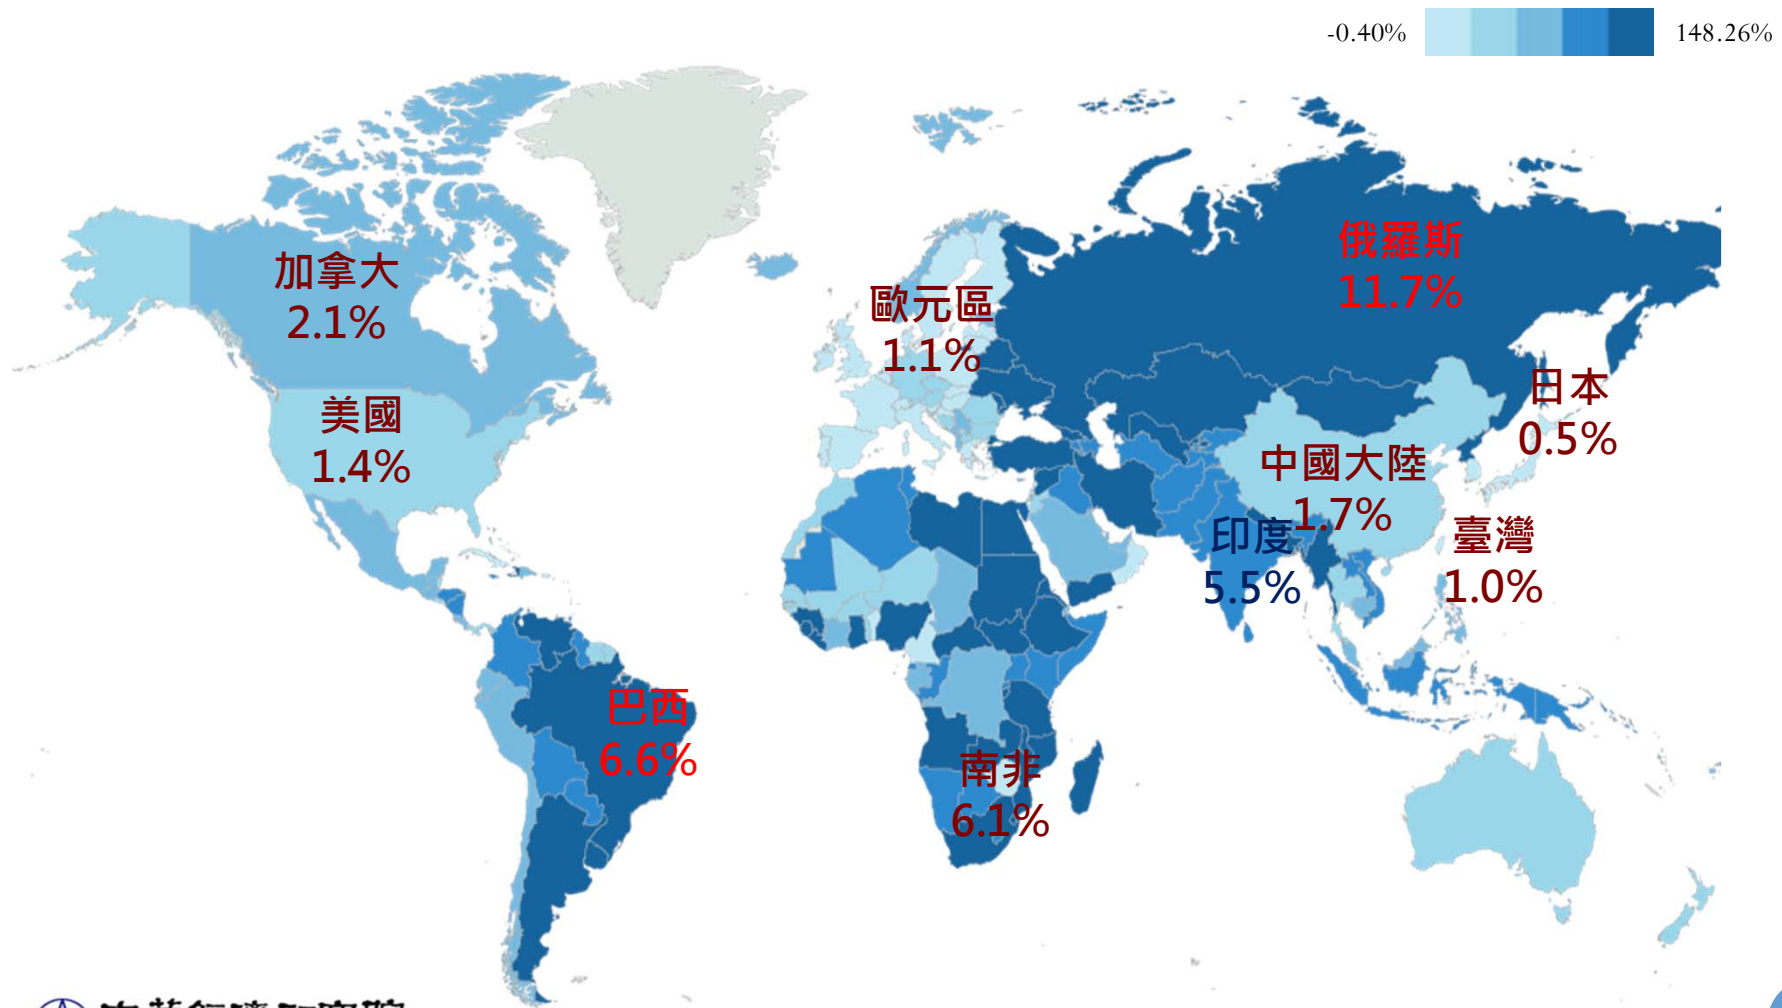 -0.40%
148.26%
加拿大
2.1%
美國
1.4%
歐元區
1.1%
俄羅斯
11.7%
日本
0.5%
中國大陸
1.7%
印度
5.5%
臺灣
1.0%
巴西
6.6%
南非
6.1%